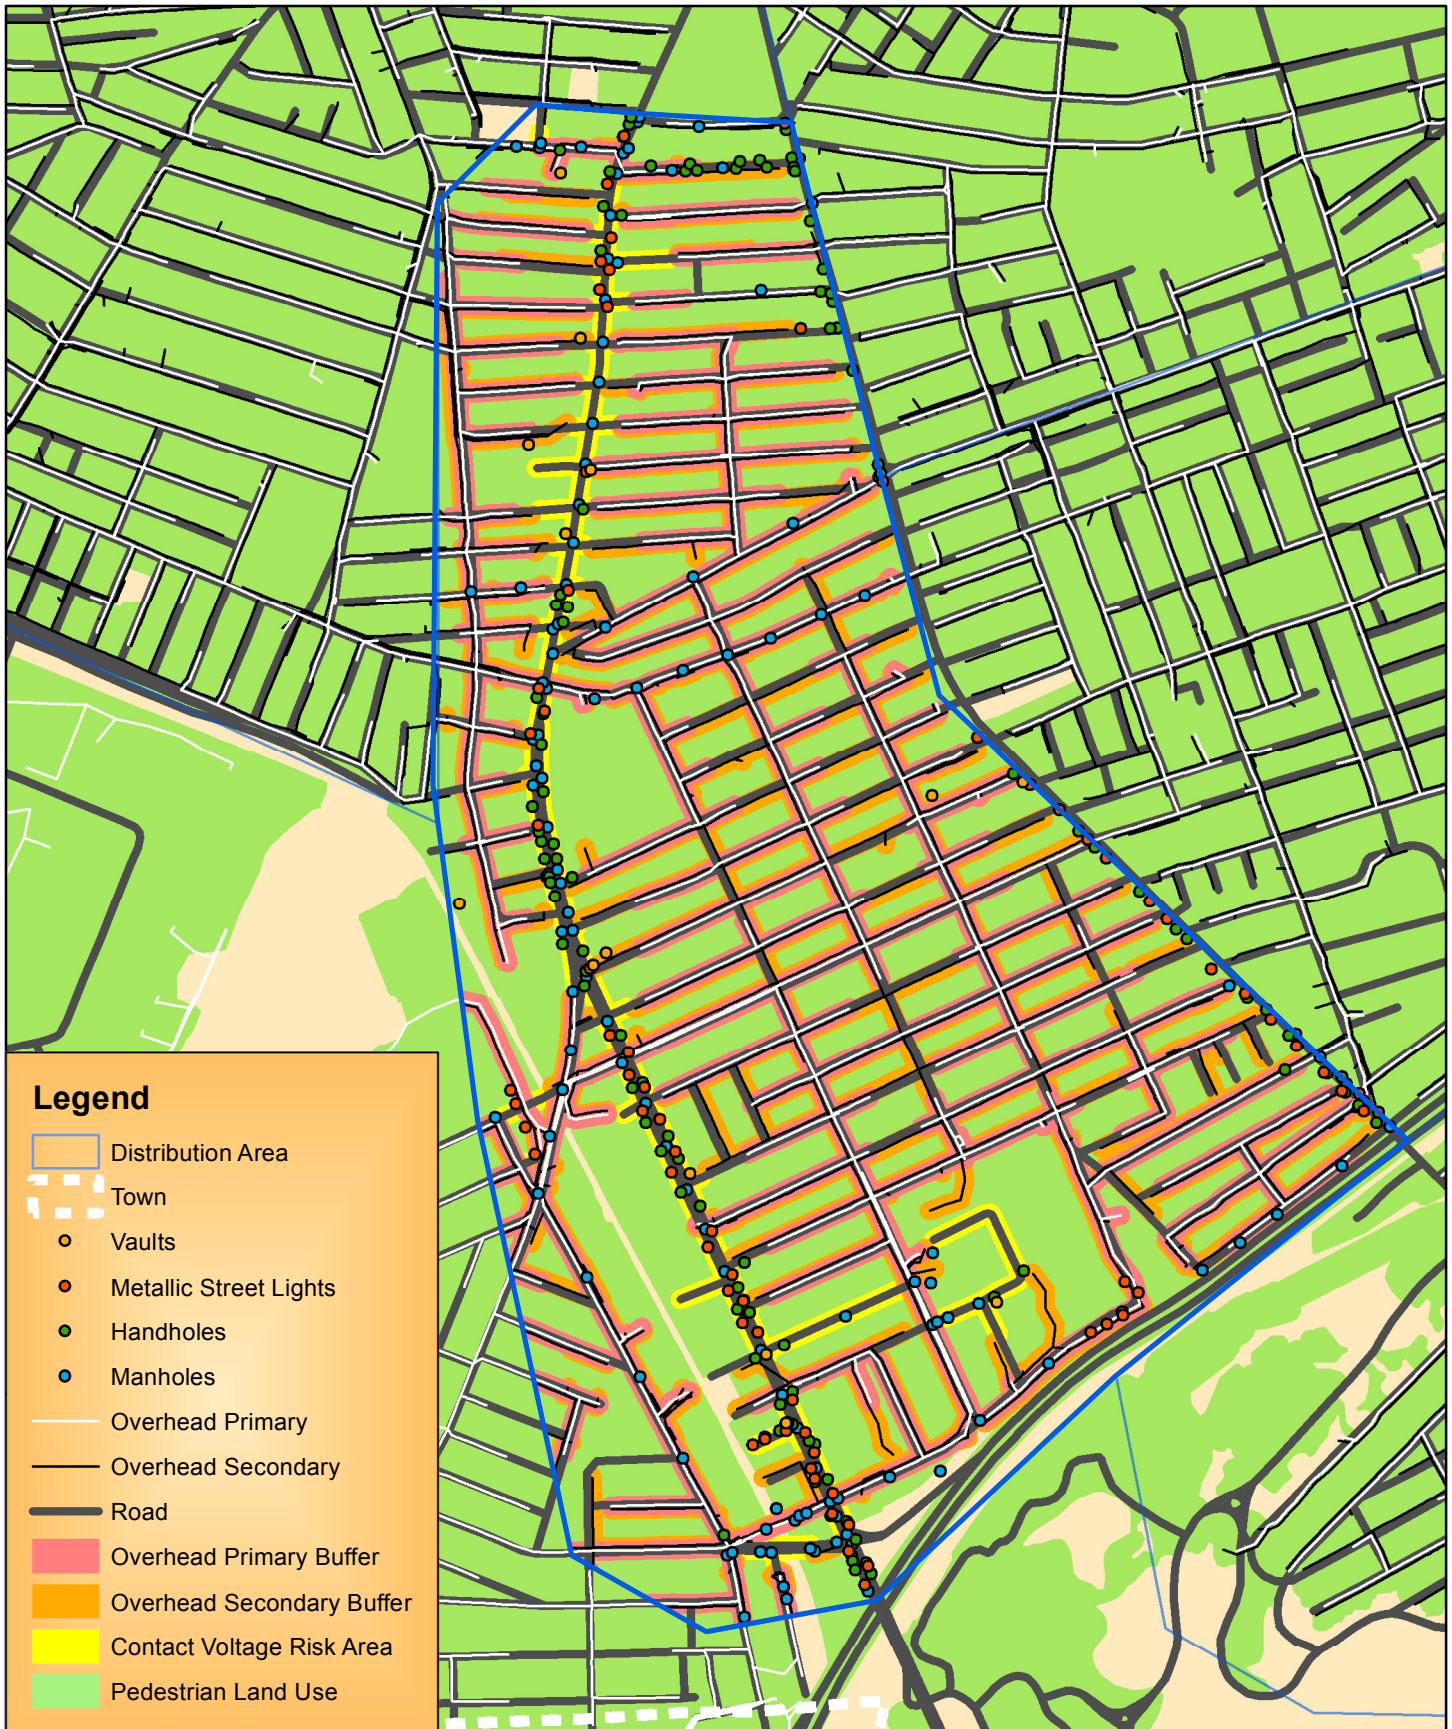 Legend
Distribution Area
Town
Vaults
Metallic Street Lights
Handholes
Manholes
Overhead Primary
Overhead Secondary
Road
Overhead Primary Buffer
Overhead Secondary Buffer
Contact Voltage Risk Area
Pedestrian Land Use